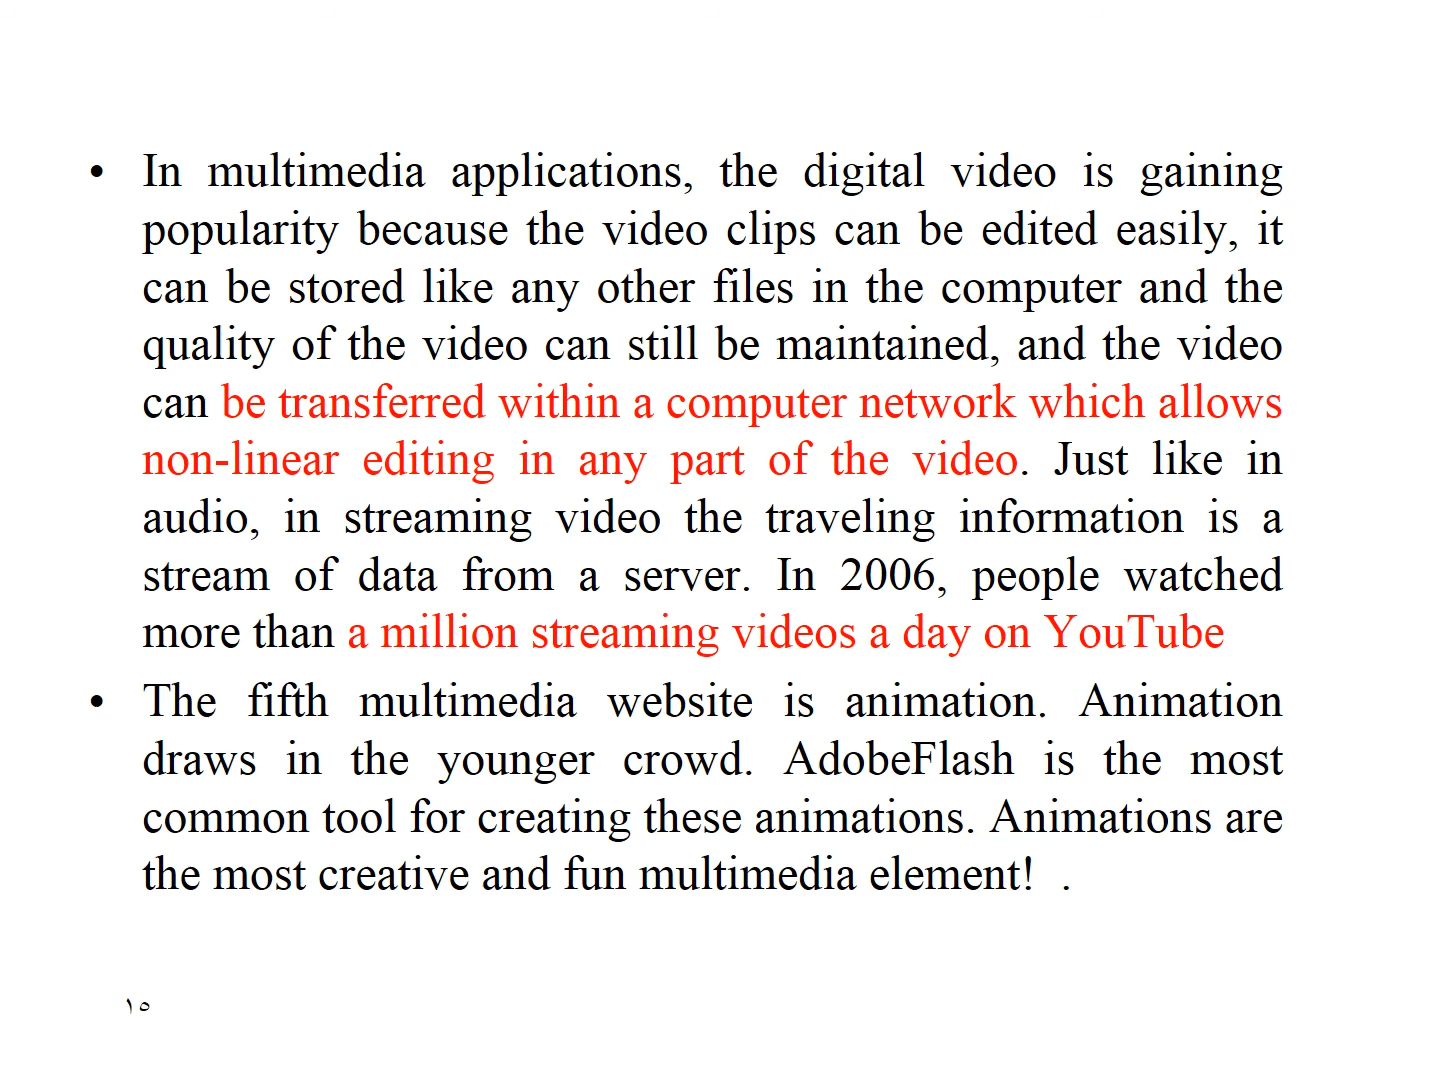 • In multimedia applications, the digital video is gaining
popularity because the video clips can be edited easily, it
can be stored like any other files in the computer and the
quality of the video can still be maintained, and the video
can be transferred within a computer network which allows
non-linear editing in any part of the video. Just like in
audio, in streaming video the traveling information is a
stream of data from a server. In 2006, people watched
more than a million streaming videos a day on YouTube
• The fifth multimedia website is animation. Animation
draws in the younger crowd. AdobeFlash is the most
common tool for creating these animations. Animations are
the most creative and fun multimedia element! .
١٥